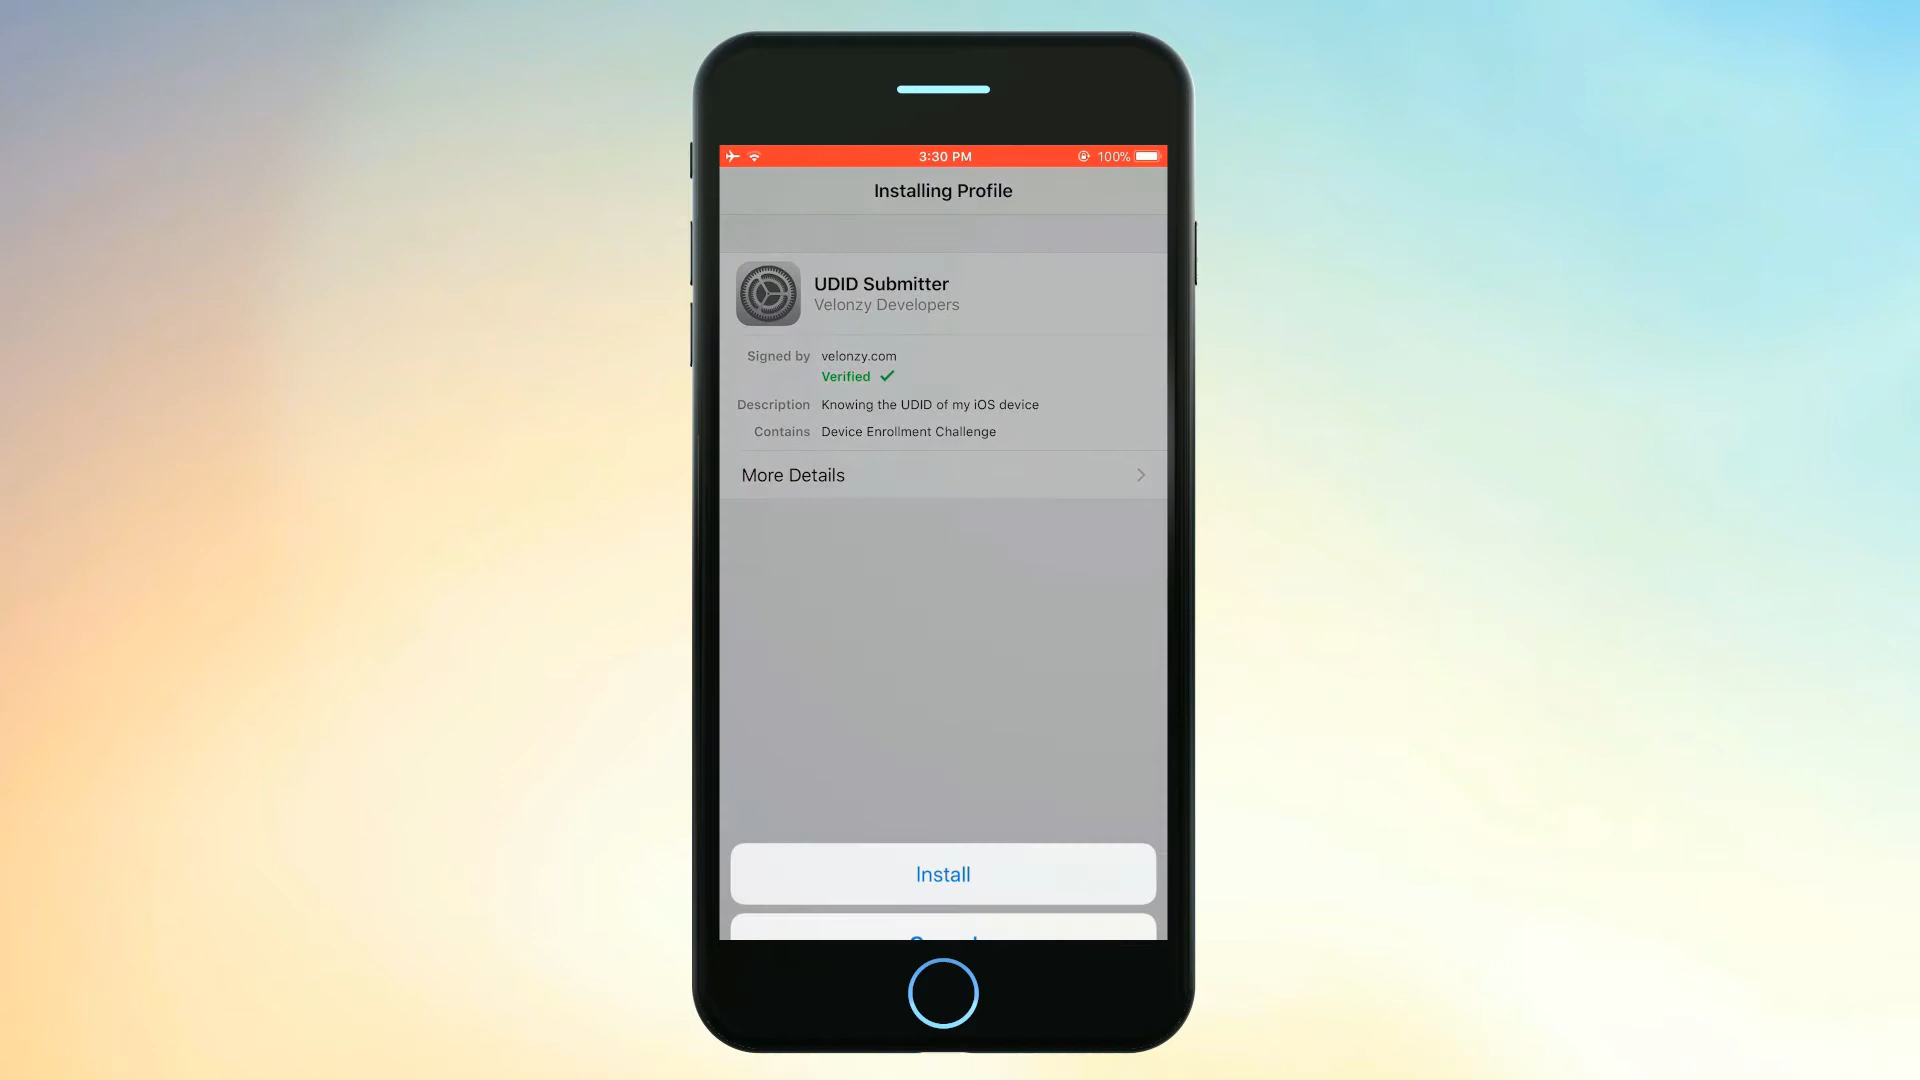 3:30 PM
100%
Installing Profile
UDID Submitter
Velonzy Developers
Signed by velonzy.com
Verified
Description Knowing the UDID of my iOS device
Contains Device Enrollment Challenge
More Details
Install